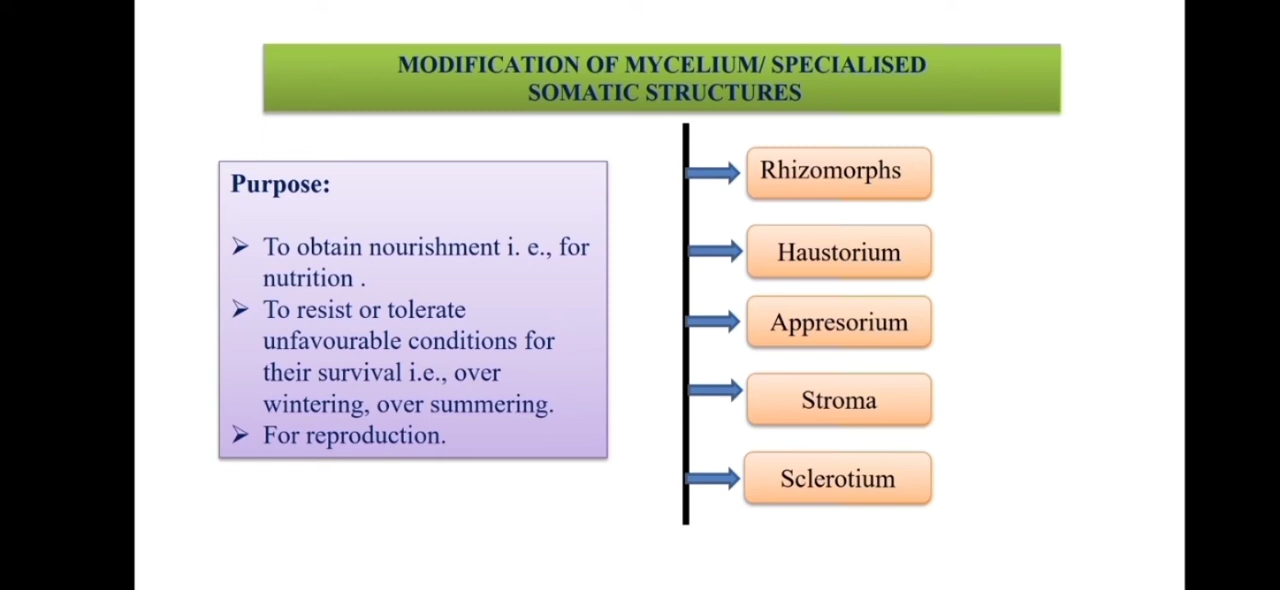 MODIFICATION OF MYCELIUM/ SPECIALISED
SOMATIC STRUCTURES
Purpose:
➢ To obtain nourishment i. e., for
nutrition .
➢ To resist or tolerate
unfavourable conditions for
their survival i.e., over
wintering, over summering.
➢ For reproduction.
Rhizomorphs
Haustorium
Appresorium
Stroma
Sclerotium